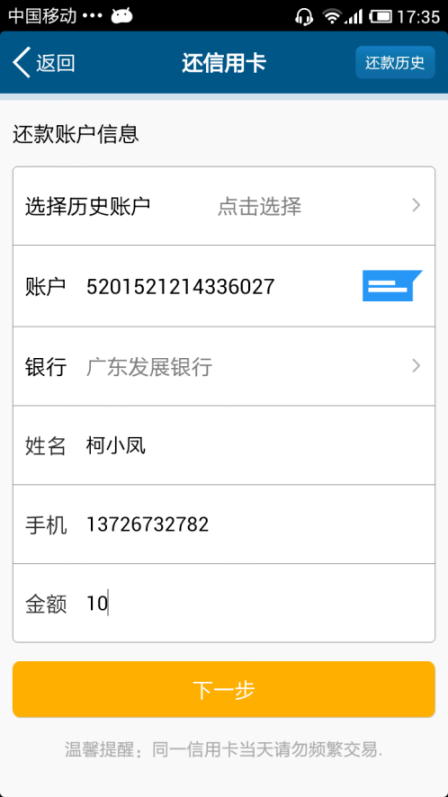 中国移动 ••• 17:35
返回 还信用卡 还款历史
还款账户信息
选择历史账户 点击选择
账户 5201521214336027
银行 广东发展银行
姓名 柯小凤
手机 13726732782
金额 10
下一步
温馨提醒：同一信用卡当天请勿频繁交易.